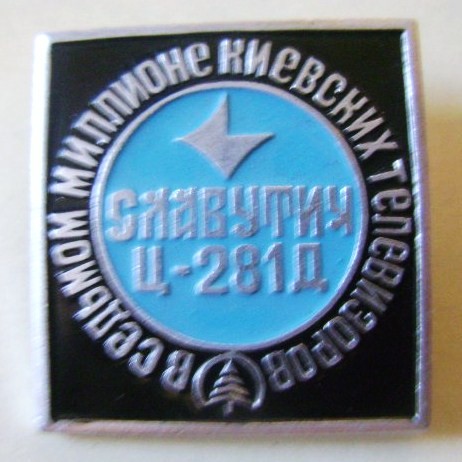 В СЕДЬМОМ МИЛЛИОНЕ КИЕВСКИХ ТЕЛЕВИЗОРОВ
СЛАВУТИЧ
Ц-281Д